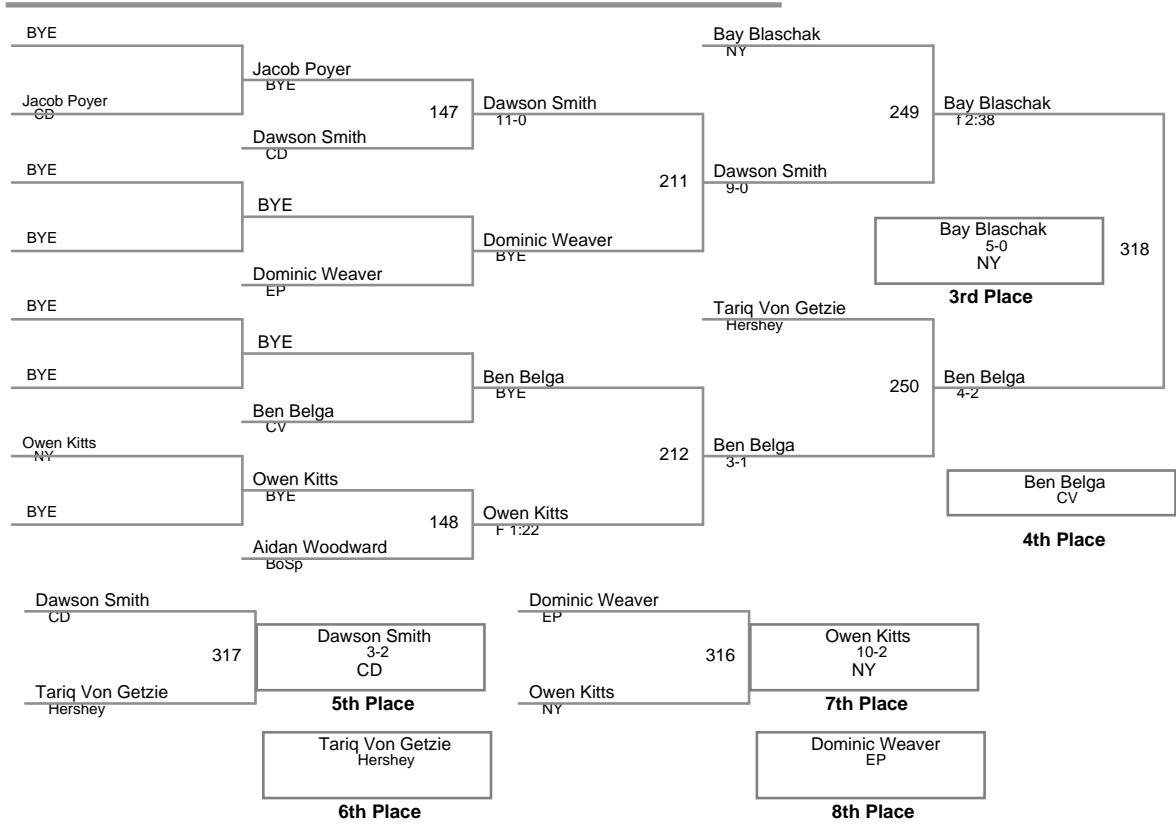 BYE
Bay Blaschak
NY
Jacob Poyer
BYE
Jacob Poyer
CD
147
Dawson Smith
11-0
249
Bay Blaschak
f 2:38
Dawson Smith
CD
BYE
211
Dawson Smith
9-0
BYE
Bay Blaschak
5-0
NY
3rd Place
318
BYE
Dominic Weaver
BYE
Dominic Weaver
EP
BYE
Tariq Von Getzie
Hershey
BYE
BYE
Ben Belga
BYE
250
Ben Belga
4-2
Ben Belga
CV
Owen Kitts
NY
212
Ben Belga
3-1
Owen Kitts
BYE
Ben Belga
CV
4th Place
BYE
148
Owen Kitts
F 1:22
Aidan Woodward
BoSp
Dawson Smith
CD
317
Dawson Smith
3-2
CD
5th Place
Tariq Von Getzie
Hershey
Tariq Von Getzie
Hershey
6th Place
Dominic Weaver
EP
316
Owen Kitts
10-2
NY
7th Place
Owen Kitts
NY
Dominic Weaver
EP
8th Place